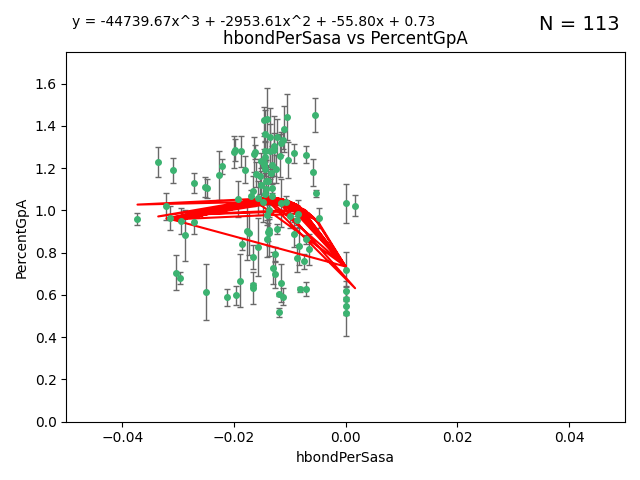 y = -44739.67x^3 + -2953.61x^2 + -55.80x + 0.73
N = 113
hbondPerSasa vs PercentGpA
PercentGpA
1.6
1.4
1.2
1.0
0.8
0.6
0.4
0.2
0.0
−0.04
−0.02
0.00
0.02
0.04
hbondPerSasa